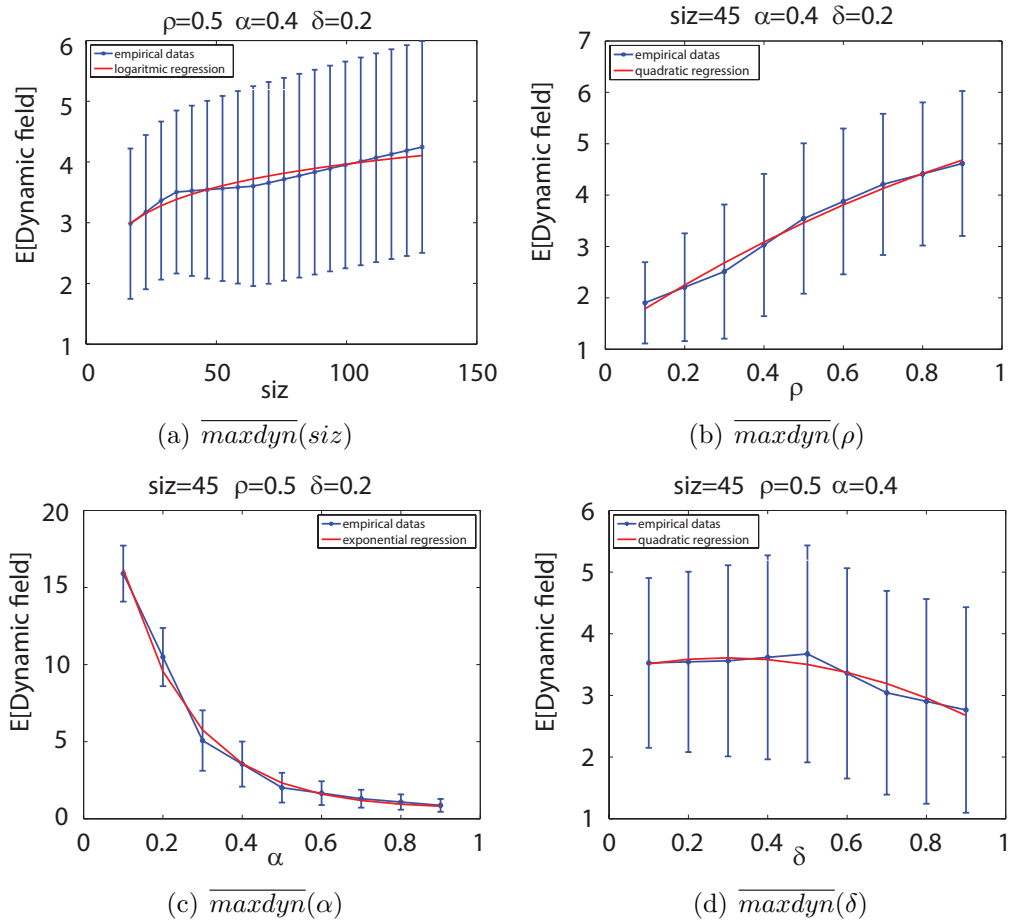 ρ=0.5 α=0.4 δ=0.2
E[Dynamic field]
6
5
4
3
2
1
empirical datas
logaritmic regression
0 50 100 150
siz
(a) maxdyn(siz)
siz=45 α=0.4 δ=0.2
E[Dynamic field]
7
6
5
4
3
2
1
empirical datas
quadratic regression
0 0.2 0.4 0.6 0.8 1
ρ
(b) maxdyn(ρ)
siz=45 ρ=0.5 δ=0.2
E[Dynamic field]
20
15
10
5
0
empirical datas
exponential regression
0 0.2 0.4 0.6 0.8 1
α
(c) maxdyn(α)
siz=45 ρ=0.5 α=0.4
E[Dynamic field]
6
5
4
3
2
1
empirical datas
quadratic regression
0 0.2 0.4 0.6 0.8 1
δ
(d) maxdyn(δ)